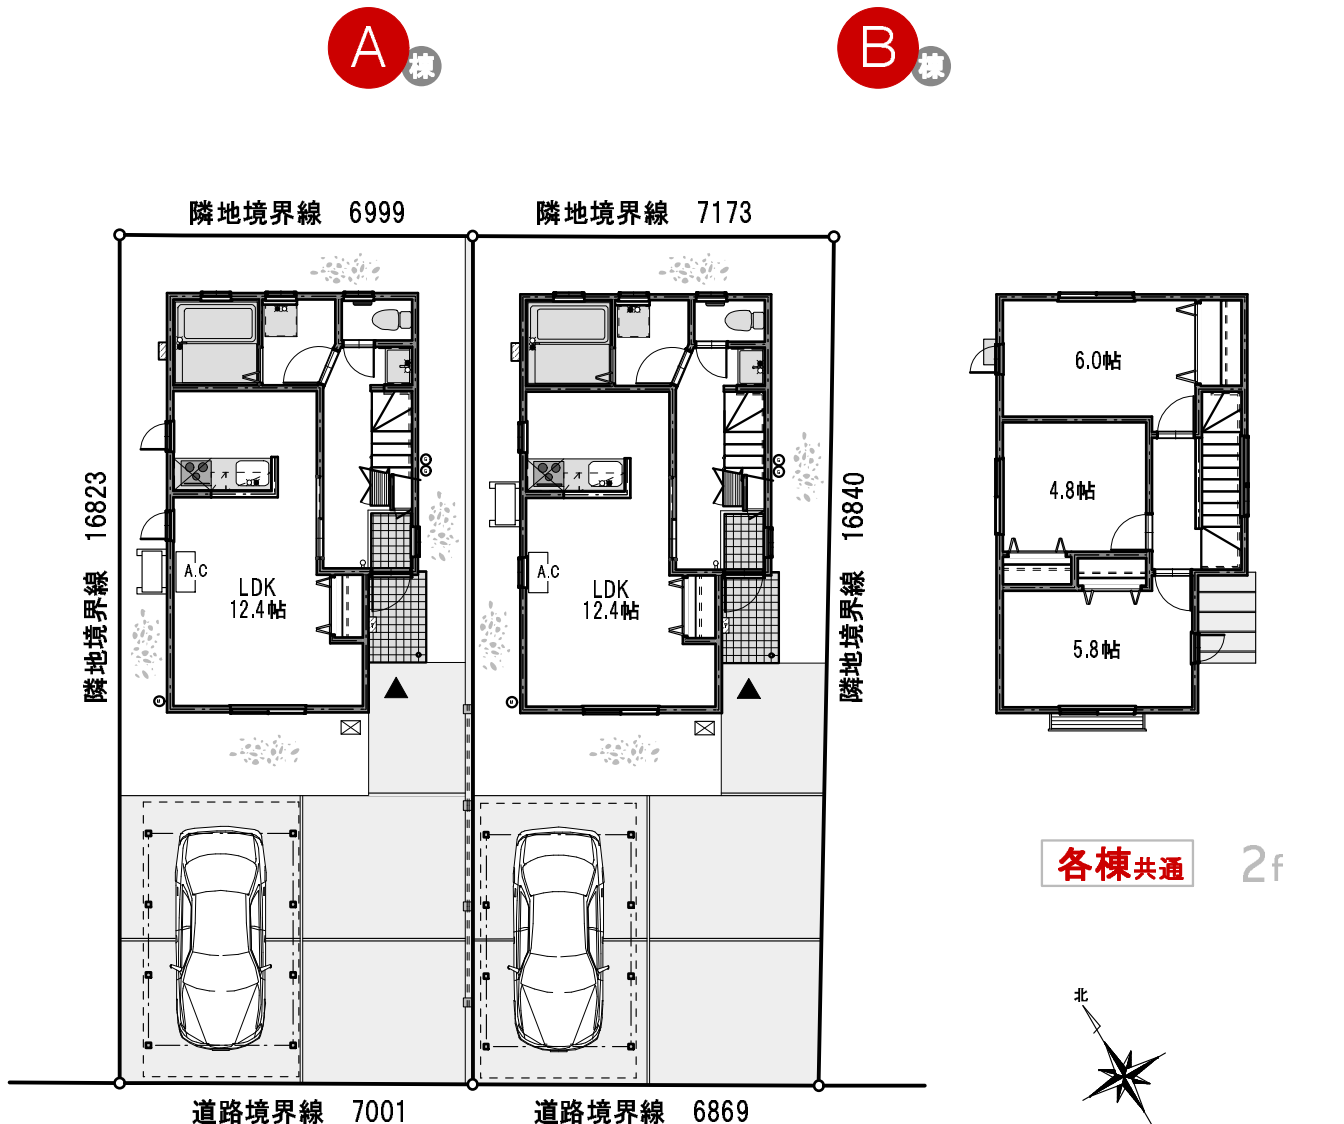 A棟
B棟
隣地境界線 6999
隣地境界線 7173
隣地境界線 16823
隣地境界線 16840
A.C
LDK
12.4帖
A.C
LDK
12.4帖
6.0帖
4.8帖
5.8帖
各棟共通
2f
北
道路境界線 7001
道路境界線 6869